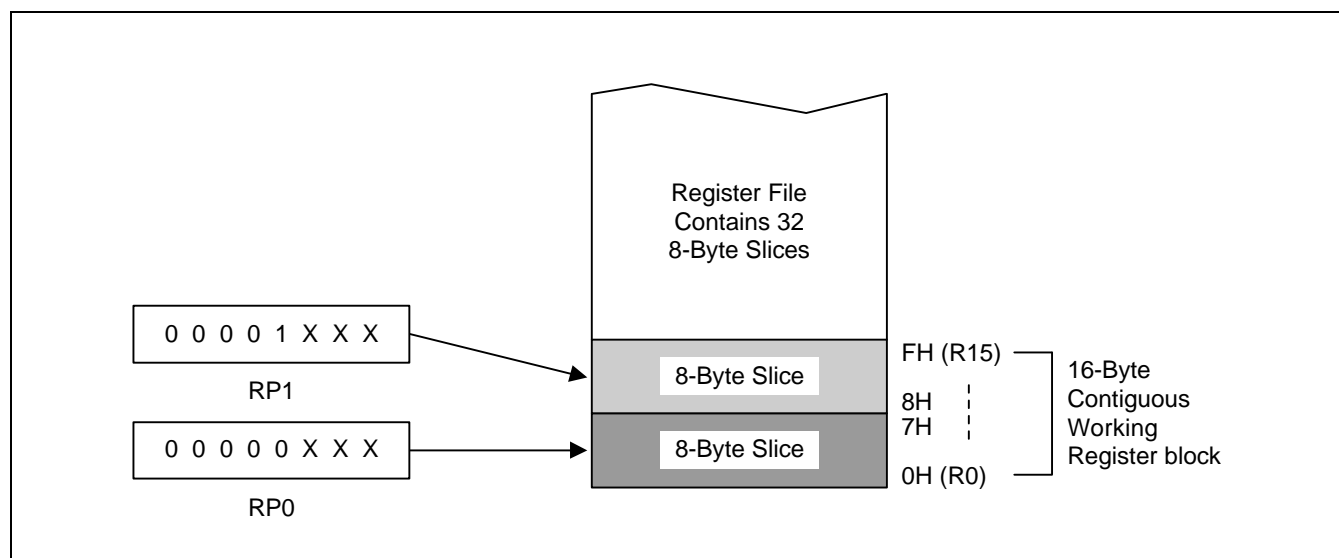 Register File
Contains 32
8-Byte Slices
0 0 0 0 1 X X X
RP1
0 0 0 0 0 X X X
RP0
8-Byte Slice
8-Byte Slice
FH (R15)
8H
7H
0H (R0)
16-Byte
Contiguous
Working
Register block